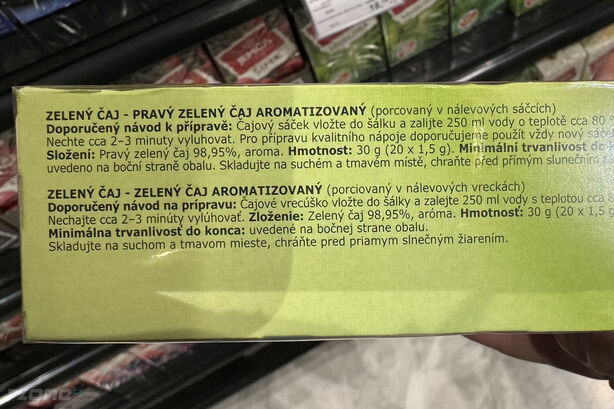 ZELENÝ ČAJ - PRAVÝ ZELENÝ ČAJ AROMATIZOVANÝ (porcovaný v nálevových sáčcích)
Doporučený návod k přípravě: Čajový sáček vložte do šálku a zalijte 250 ml vody o teplotě cca 80
Nechte cca 2–3 minuty vyluhovat. Pro přípravu kvalitního nápoje doporučujeme použít vždy nový
Složení: Pravý zelený čaj 98,95%, aroma. Hmotnost: 30 g (20 x 1,5 g). Minimální trvanlivost do
uvedeno na boční straně obalu. Skladujte na suchém a tmavém místě, chraňte před přímým slunečním
ZELENÝ ČAJ - ZELENÝ ČAJ AROMATIZOVANÝ (porciovaný v nálevových vreckách)
Doporučený návod na prípravu: Čajové vrecúško vložte do šálky a zalejte 250 ml vody o teplote cca
Nechajte cca 2–3 minúty vylúhovať. Zloženie: Zelený čaj 98,95%, aróma. Hmotnosť: 30 g (20 x 1,5 g
Minimálna trvanlivosť do konca: uvedené na bočnej strane obalu.
Skladujte na suchom a tmavom mieste, chráňte pred priamym slnečným žiarením.